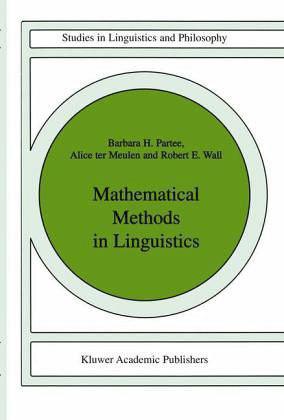 Studies in Linguistics and Philosophy
Barbara H. Partee,
Alice ter Meulen and Robert E. Wall
Mathematical
Methods
in Linguistics
Kluwer Academic Publishers